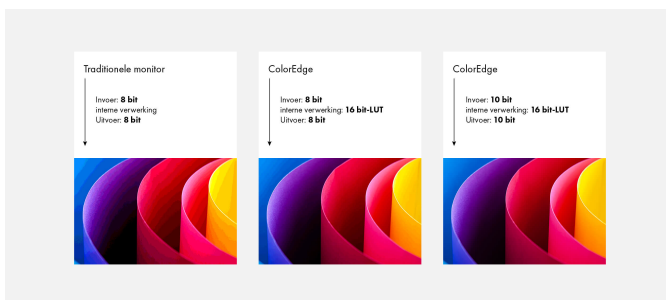 Traditionele monitor
Invoer: 8 bit
interne verwerking
Uitvoer: 8 bit
ColorEdge
Invoer: 8 bit
interne verwerking: 16 bit-LUT
Uitvoer: 8 bit
ColorEdge
Invoer: 10 bit
interne verwerking: 16 bit-LUT
Uitvoer: 10 bit